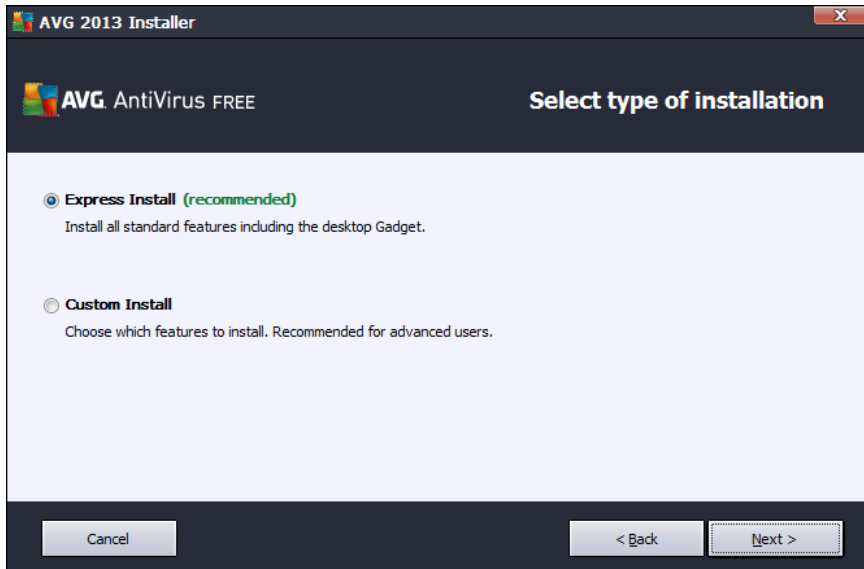 AVG 2013 Installer
AVG. AntiVirus FREE
Select type of installation
Express Install (recommended)
Install all standard features including the desktop Gadget.
Custom Install
Choose which features to install. Recommended for advanced users.
Cancel
< Back
Next >